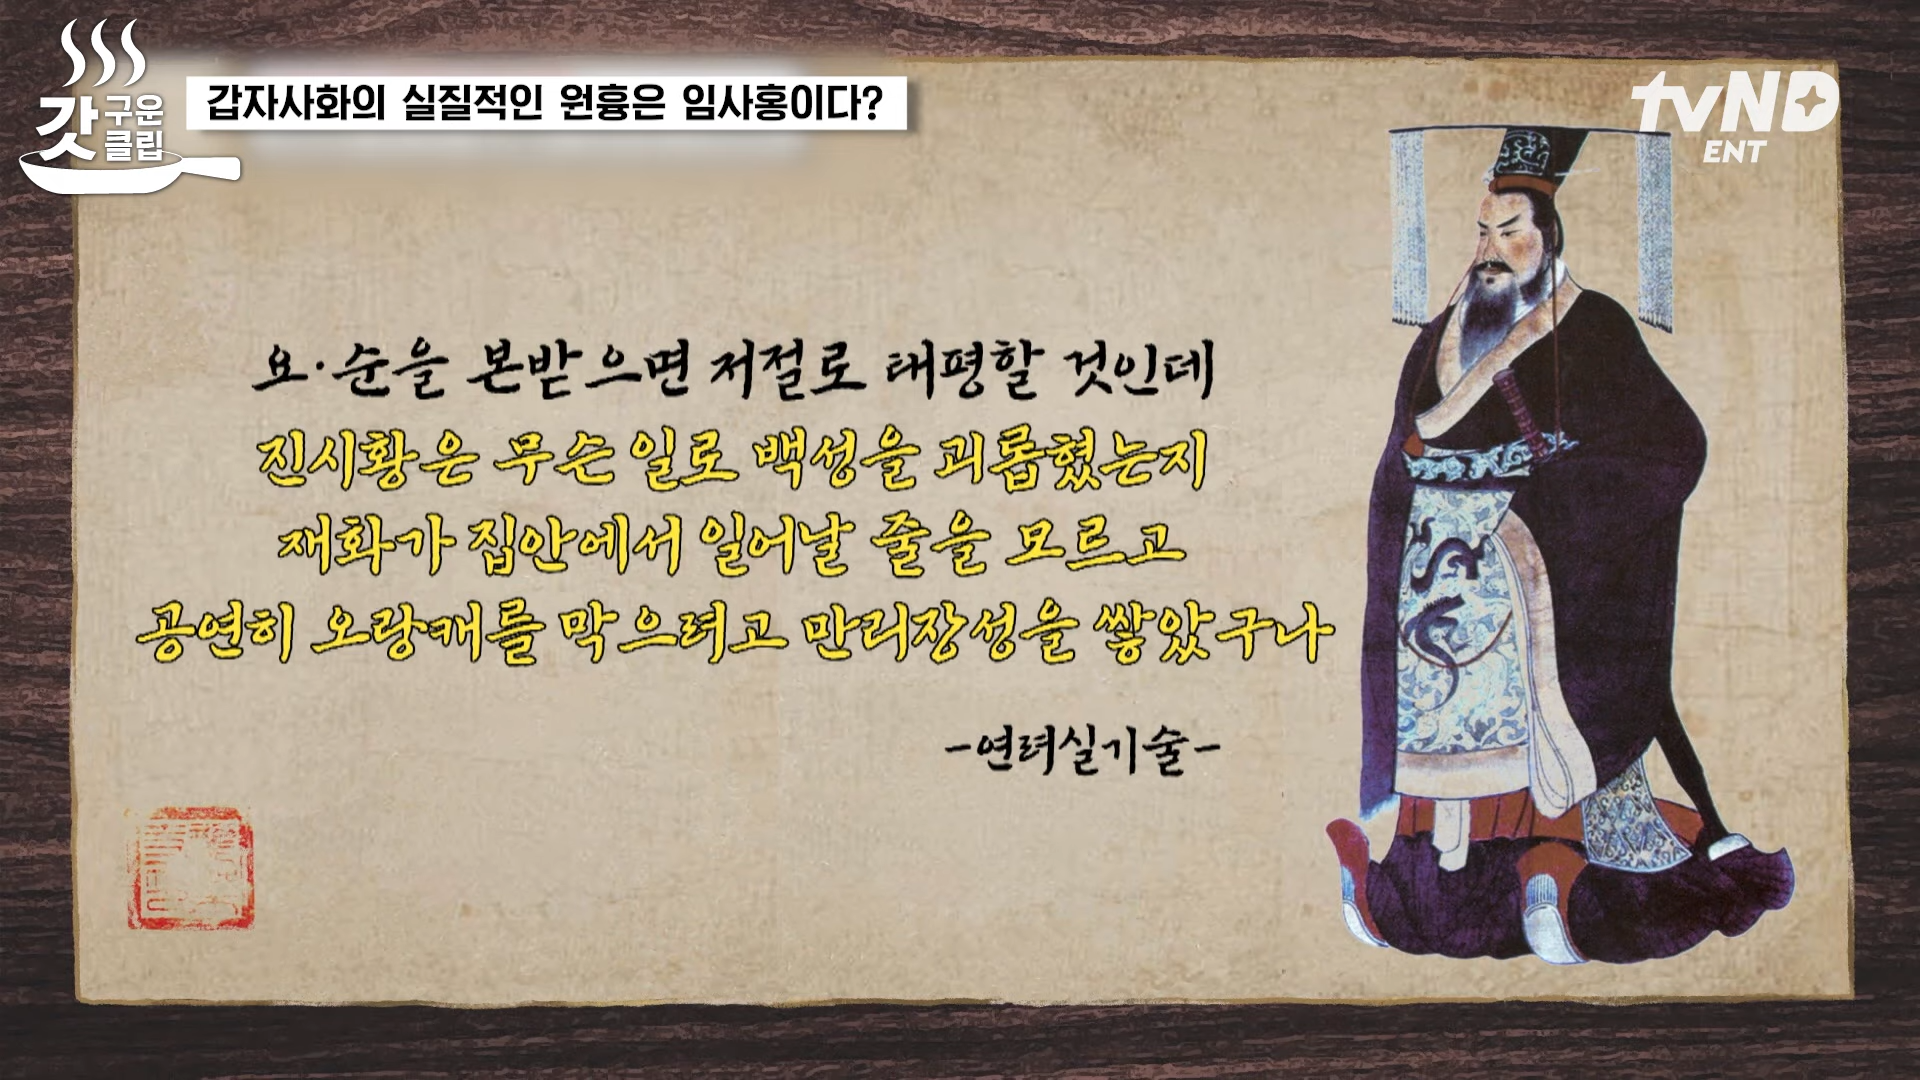 갓구운클립
갑자사화의 실질적인 원흉은 임사홍이다?
tvND
ENT
요·순을 본받으면 저절로 태평할 것인데
진시황은 무슨 일로 백성을 괴롭혔는지
재화가 집안에서 일어날 줄을 모르고
공연히 오랑캐를 막으려고 만리장성을 쌓았구나
-연려실기술-